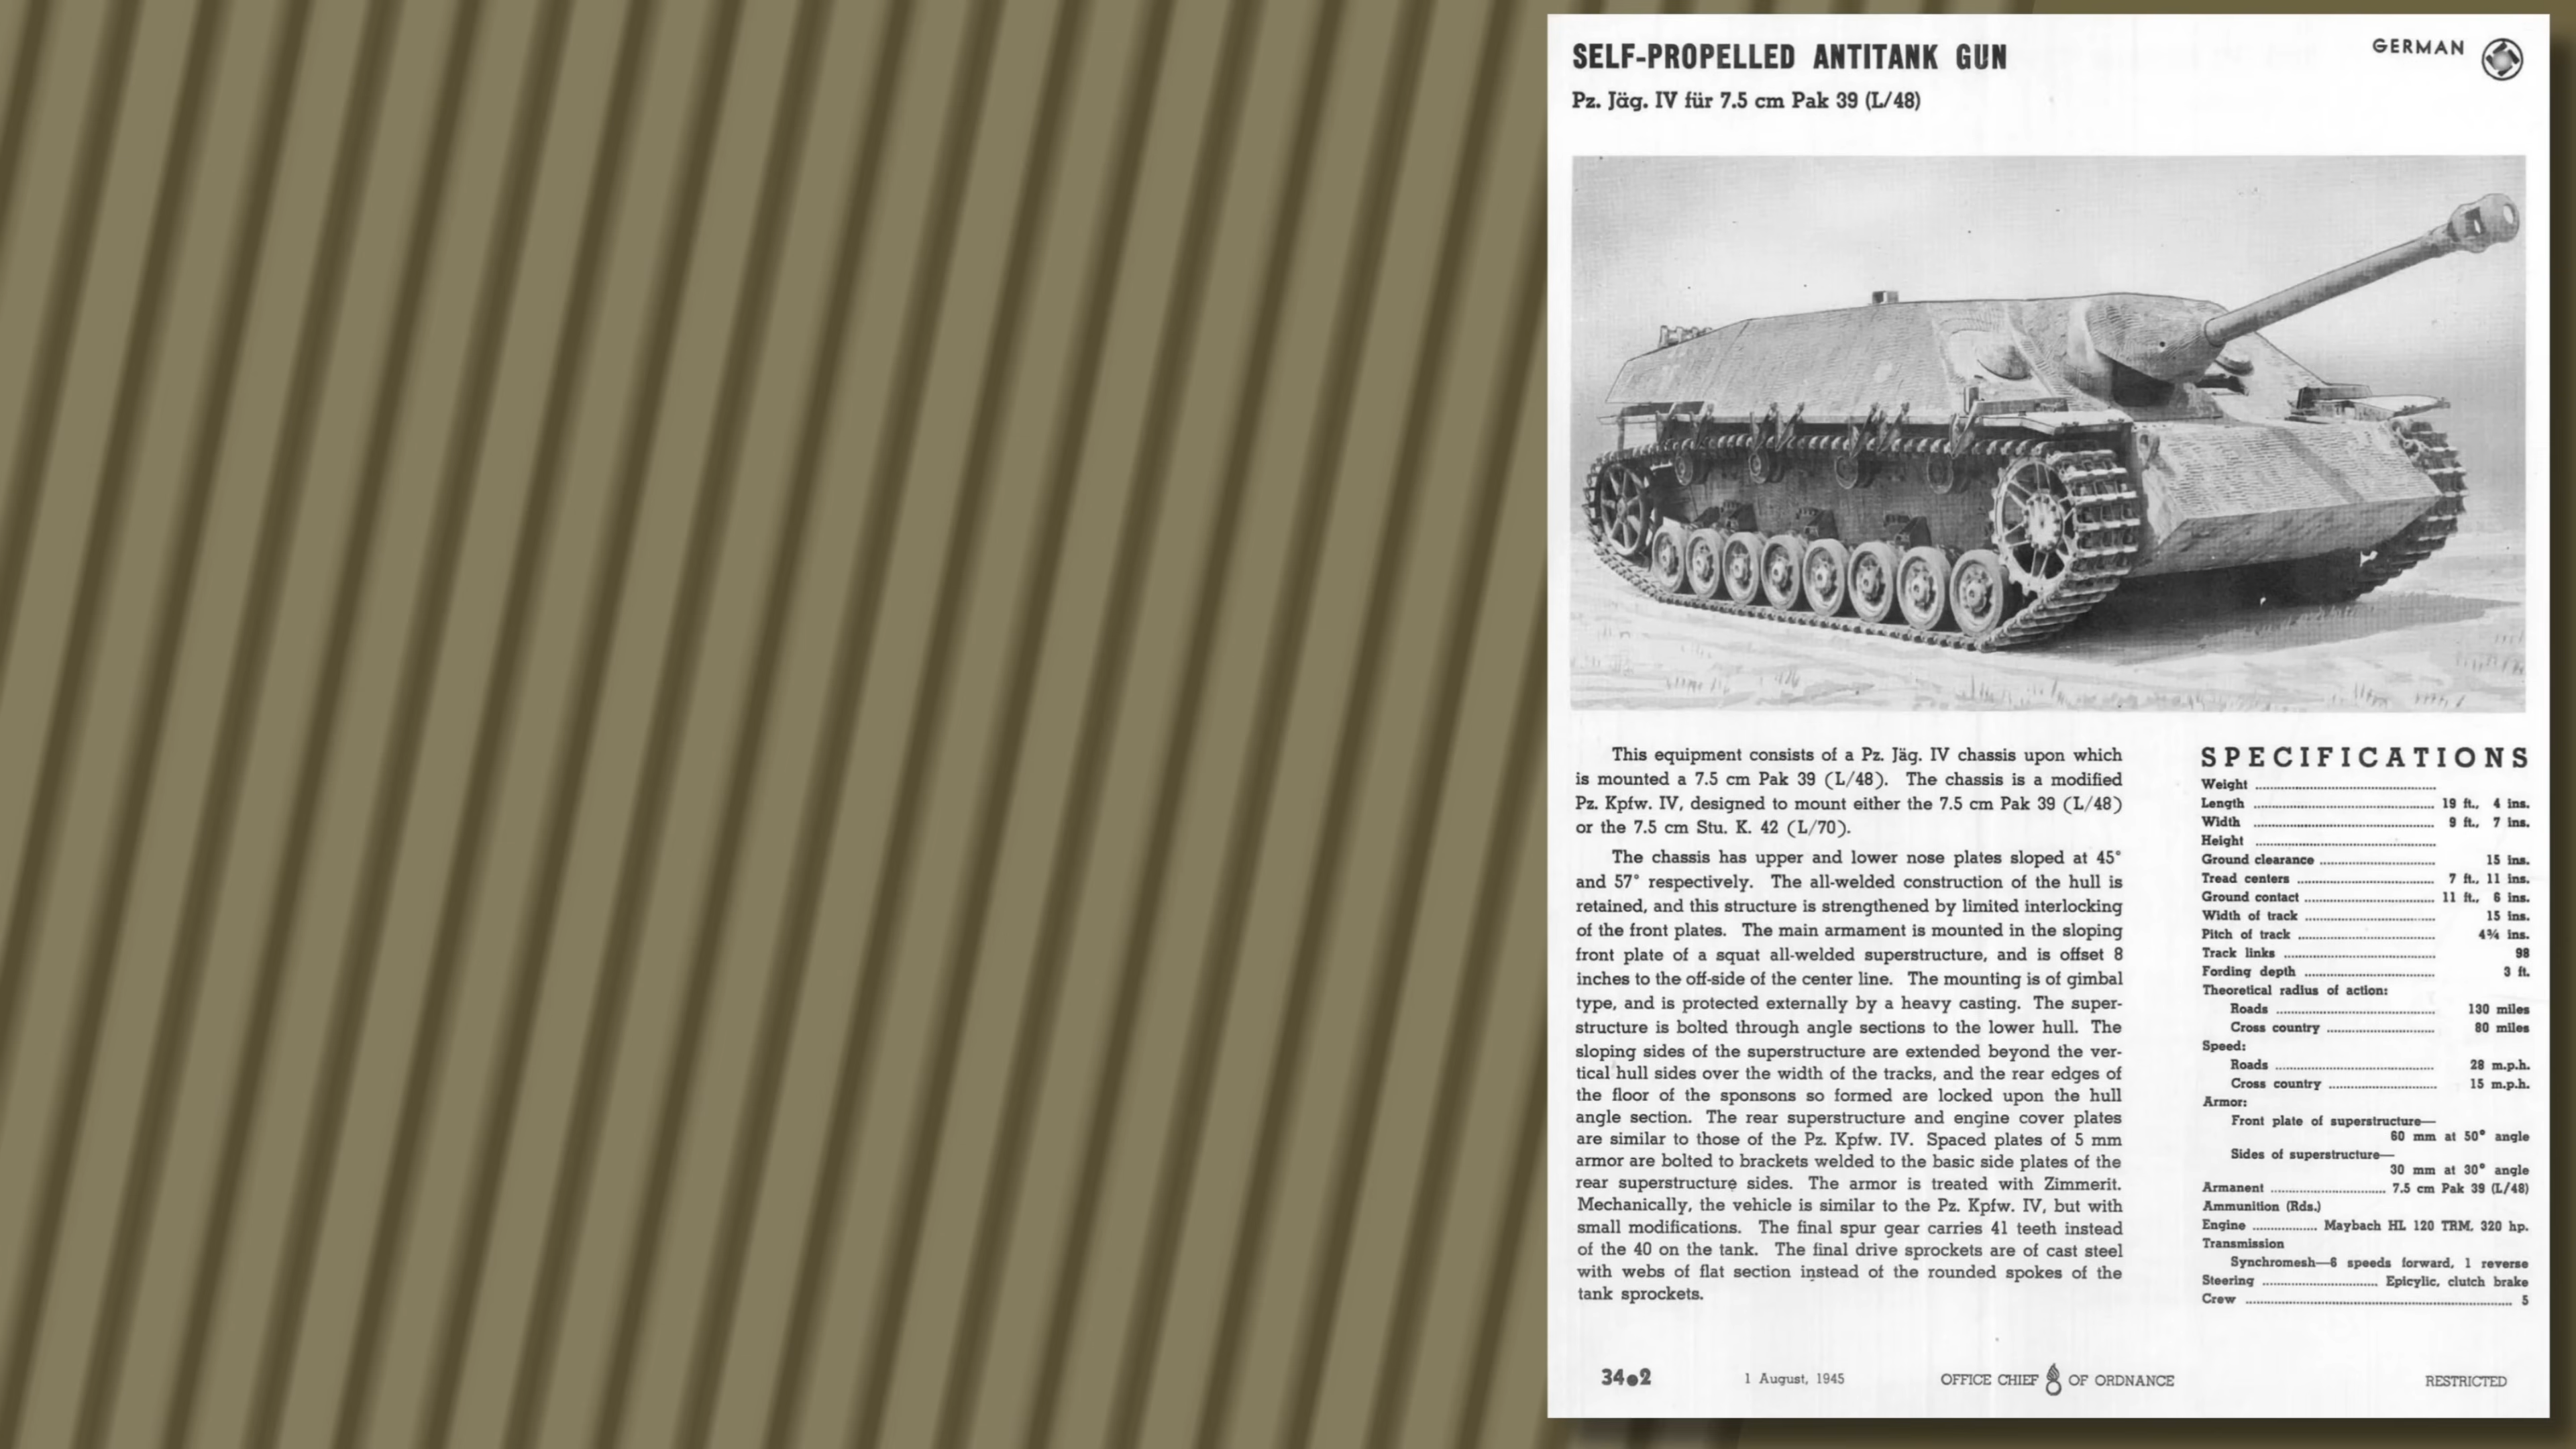 SELF-PROPELLED ANTITANK GUN
GERMAN
Pz. Jäg. IV für 7.5 cm Pak 39 (L/48)
This equipment consists of a Pz. Jäg. IV chassis upon which
is mounted a 7.5 cm Pak 39 (L/48). The chassis is a modified
Pz. Kpfw. IV, designed to mount either the 7.5 cm Pak 39 (L/48)
or the 7.5 cm Stu. K. 42 (L/70).
The chassis has upper and lower nose plates sloped at 45°
and 57° respectively. The all-welded construction of the hull is
retained, and this structure is strengthened by limited interlocking
of the front plates. The main armament is mounted in the sloping
front plate of a squat all-welded superstructure, and is offset 8
inches to the off-side of the center line. The mounting is of gimbal
type, and is protected externally by a heavy casting. The super-
structure is bolted through angle sections to the lower hull. The
sloping sides of the superstructure are extended beyond the ver-
tical hull sides over the width of the tracks, and the rear edges of
the floor of the sponsons so formed are locked upon the hull
angle section. The rear superstructure and engine cover plates
are similar to those of the Pz. Kpfw. IV. Spaced plates of 5 mm
armor are bolted to brackets welded to the basic side plates of the
rear superstructure sides. The armor is treated with Zimmerit.
Mechanically, the vehicle is similar to the Pz. Kpfw. IV, but with
small modifications. The final spur gear carries 41 teeth instead
of the 40 on the tank. The final drive sprockets are of cast steel
with webs of flat section instead of the rounded spokes of the
tank sprockets.
SPECIFICATIONS
Weight
Length 19 ft., 4 ins.
Width 9 ft., 7 ins.
Height
Ground clearance 15 ins.
Tread centers 7 ft., 11 ins.
Ground contact 11 ft., 6 ins.
Width of track 15 ins.
Pitch of track 4¾ ins.
Track links 98
Fording depth 3 ft.
Theoretical radius of action:
Roads 130 miles
Cross country 80 miles
Speed:
Roads 28 m.p.h.
Cross country 15 m.p.h.
Armor:
Front plate of superstructure—
60 mm at 50° angle
Sides of superstructure—
30 mm at 30° angle
Armanent 7.5 cm Pak 39 (L/48)
Ammunition (Rds.)
Engine Maybach HL 120 TRM, 320 hp.
Transmission
Synchromesh—6 speeds forward, 1 reverse
Steering Epicylic, clutch brake
Crew 5
34•2
1 August, 1945
OFFICE CHIEF OF ORDNANCE
RESTRICTED